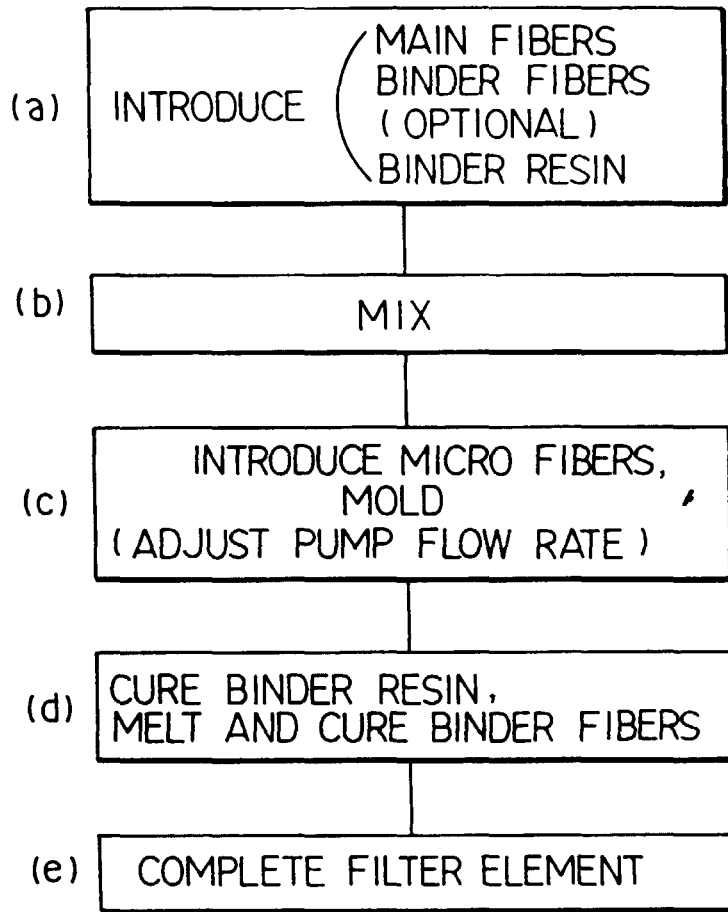 (a)
INTRODUCE
MAIN FIBERS
BINDER FIBERS
(OPTIONAL)
BINDER RESIN
(b)
MIX
(c)
INTRODUCE MICRO FIBERS,
MOLD
(ADJUST PUMP FLOW RATE)
(d)
CURE BINDER RESIN,
MELT AND CURE BINDER FIBERS
(e)
COMPLETE FILTER ELEMENT